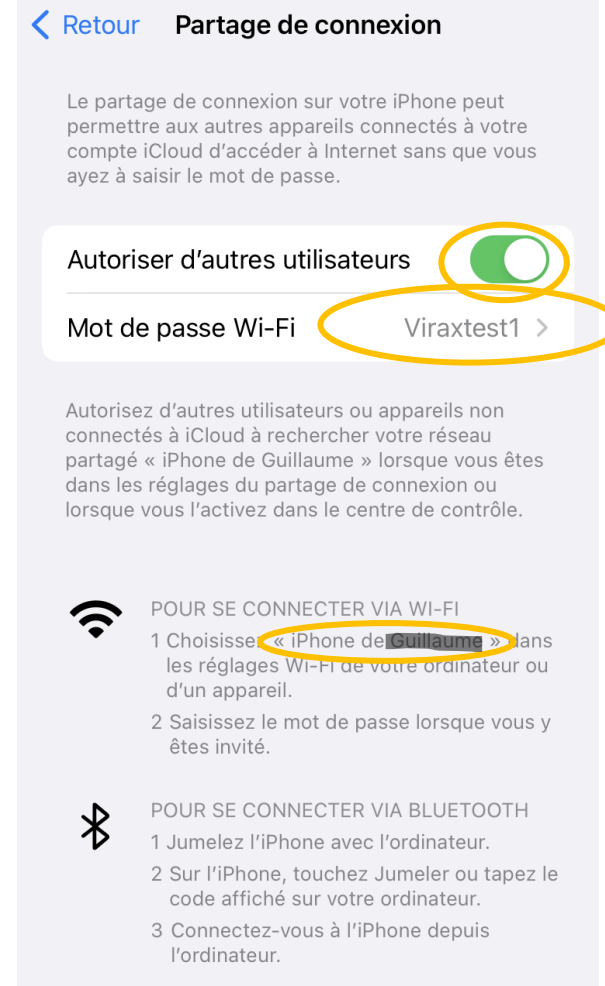 Retour Partage de connexion
Le partage de connexion sur votre iPhone peut
permettre aux autres appareils connectés à votre
compte iCloud d'accéder à Internet sans que vous
ayez à saisir le mot de passe.
Autoriser d'autres utilisateurs
Mot de passe Wi-Fi Viraxtest1
Autorisez d'autres utilisateurs ou appareils non
connectés à iCloud à rechercher votre réseau
partagé « iPhone de Guillaume » lorsque vous êtes
dans les réglages du partage de connexion ou
lorsque vous l'activez dans le centre de contrôle.
POUR SE CONNECTER VIA WI-FI
1 Choisissez « iPhone de Guillaume » dans
les réglages Wi-Fi de votre ordinateur ou
d'un appareil.
2 Saisissez le mot de passe lorsque vous y
êtes invité.
POUR SE CONNECTER VIA BLUETOOTH
1 Jumelez l'iPhone avec l'ordinateur.
2 Sur l'iPhone, touchez Jumeler ou tapez le
code affiché sur votre ordinateur.
3 Connectez-vous à l'iPhone depuis
l'ordinateur.